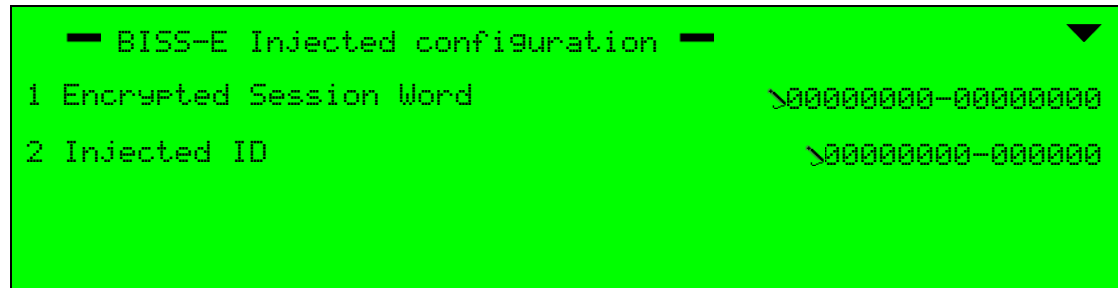 BISS-E Injected configuration
1 Encrypted Session Word 00000000-00000000
2 Injected ID 00000000-000000